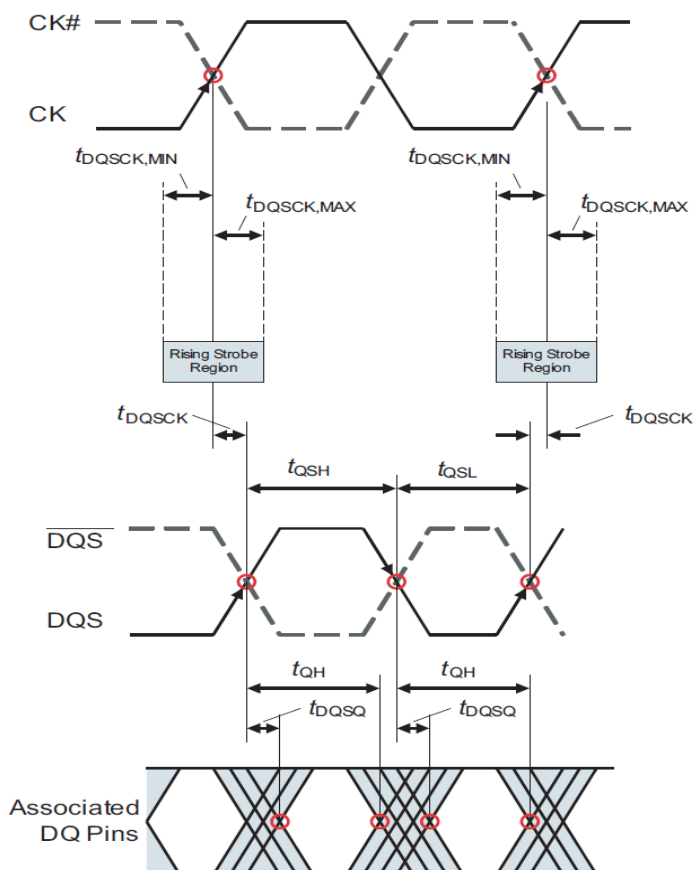 CK#
CK
tDQSCK,MIN
tDQSCK,MIN
tDQSCK,MAX
tDQSCK,MAX
Rising Strobe
Region
Rising Strobe
Region
tDQSCK
tDQSCK
tQSH
tQSL
DQS
DQS
tQH
tQH
tDQSQ
tDQSQ
Associated
DQ Pins